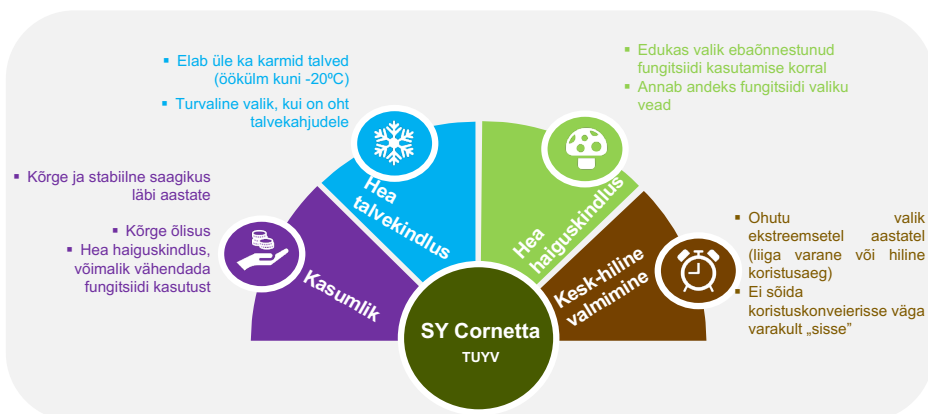 ▪ Elab üle ka karmid talved
(öökülm kuni -20ºC)
▪ Turvaline valik, kui on oht
talvekahjudele
▪ Edukas valik ebaõnnestunud
fungitsiidi kasutamise korral
▪ Annab andeks fungitsiidi valiku
vead
▪ Kõrge ja stabiilne saagikus
läbi aastate
▪ Kõrge õlisus
▪ Hea haiguskindlus,
võimalik vähendada
fungitsiidi kasutust
Kasumlik
Hea
talvekindlus
Hea
haiguskindlus
Kesk-hiline
valmimine
▪ Ohutu valik
ekstreemsetel aastatel
(liiga varane või hiline
koristusaeg)
▪ Ei sõida
koristuskonveierisse väga
varakult „sisse”
SY Cornetta
TUYV